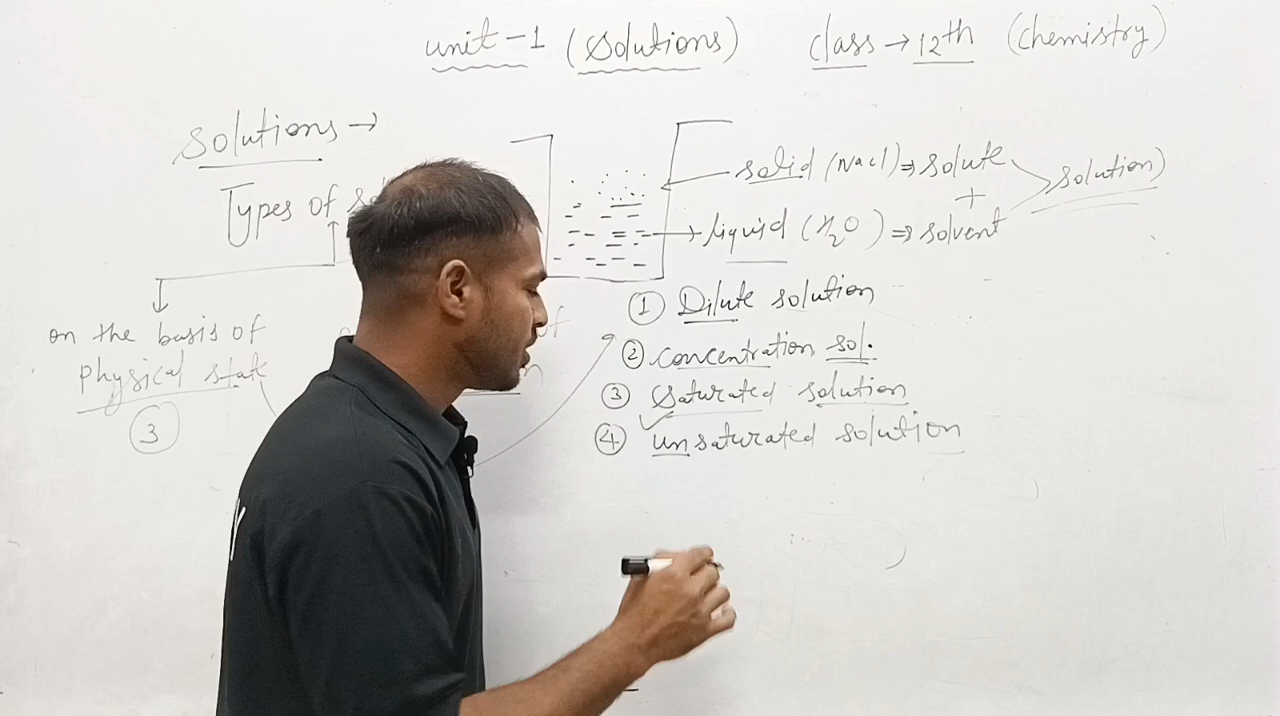 unit-1 (Solutions) class → 12th (chemistry)
Solutions →
Types of
solid (Nacl) ⇒ solute
+
solution)
liquid (H2O) ⇒ solvent
on the basis of
physical state
3
of
① Dilute solution
② concentration sol.
③ Saturated solution
④ unsaturated solution